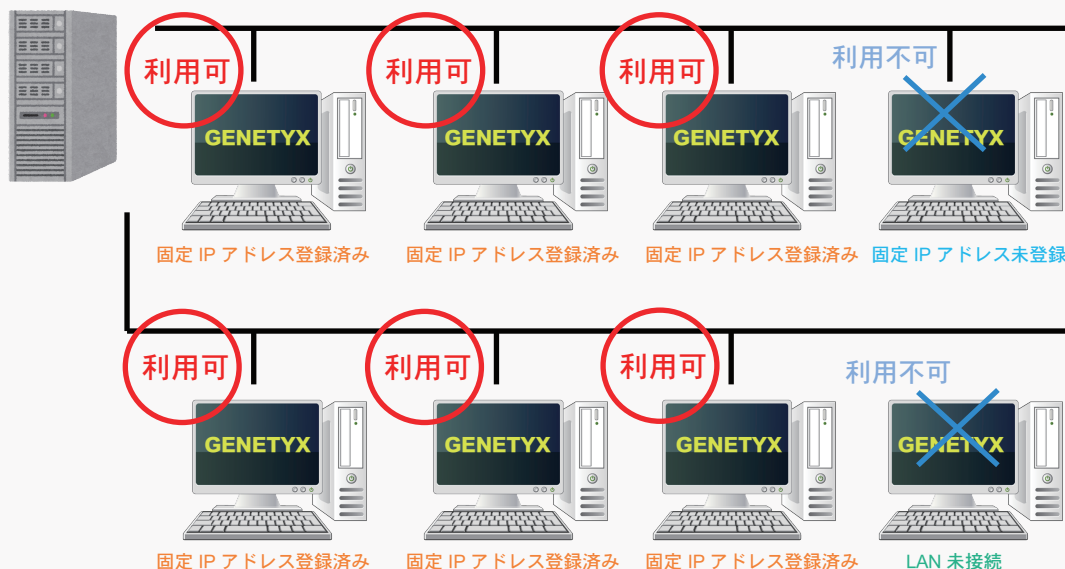 利用可
利用可
利用可
利用不可
GENETYX
GENETYX
GENETYX
GENETYX
固定 IP アドレス登録済み
固定 IP アドレス登録済み
固定 IP アドレス登録済み
固定 IP アドレス未登録
利用可
利用可
利用可
利用不可
GENETYX
GENETYX
GENETYX
GENETYX
固定 IP アドレス登録済み
固定 IP アドレス登録済み
固定 IP アドレス登録済み
LAN 未接続